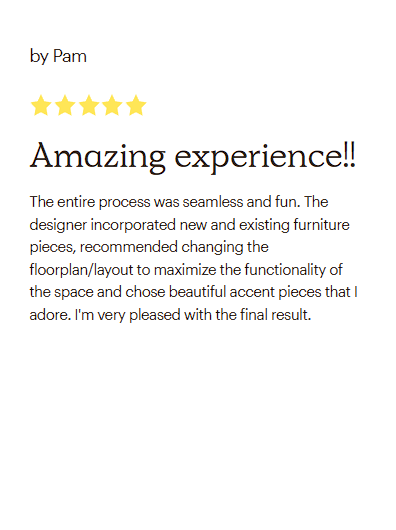 by Pam
Amazing experience!!
The entire process was seamless and fun. The
designer incorporated new and existing furniture
pieces, recommended changing the
floorplan/layout to maximize the functionality of
the space and chose beautiful accent pieces that I
adore. I'm very pleased with the final result.